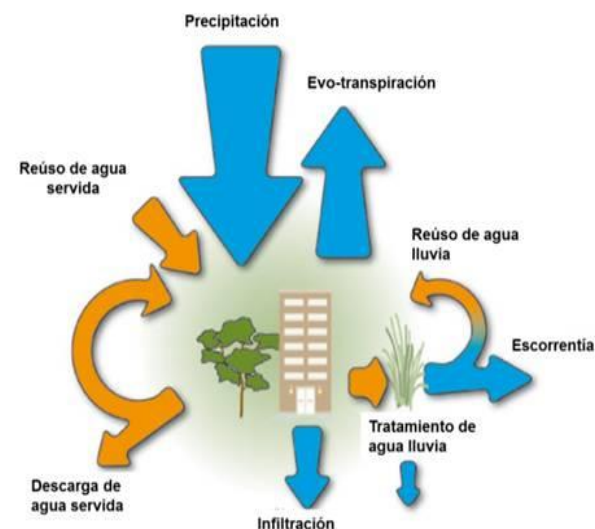 Precipitación
Evo-transpiración
Reúso de agua
servida
Reúso de agua
lluvia
Escorrentía
Tratamiento de
agua lluvia
Descarga de
agua servida
Infiltración